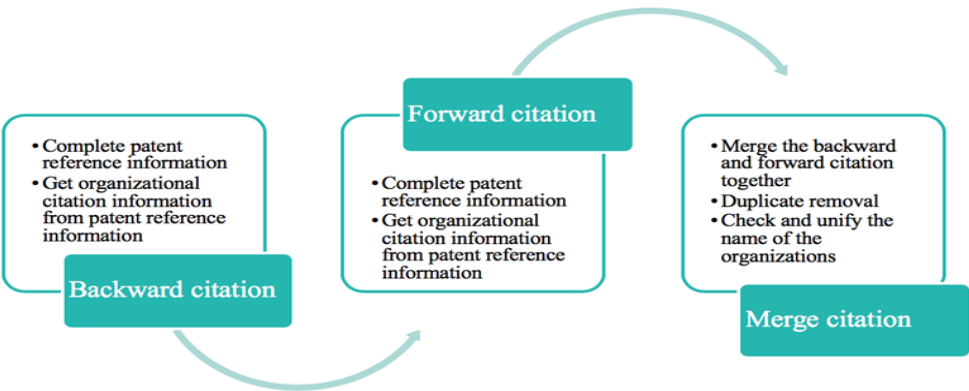 • Complete patent
reference information
• Get organizational
citation information
from patent reference
information
Backward citation
Forward citation
• Complete patent
reference information
• Get organizational
citation information
from patent reference
information
• Merge the backward
and forward citation
together
• Duplicate removal
• Check and unify the
name of the
organizations
Merge citation